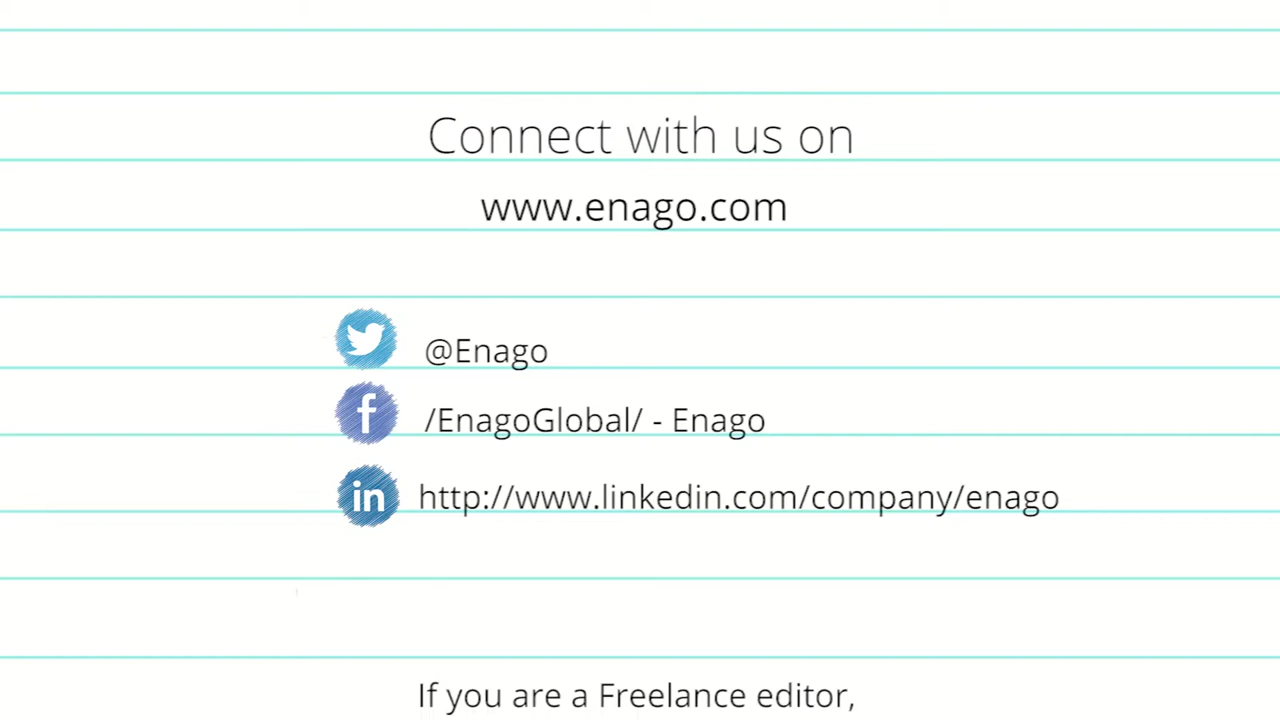 Connect with us on
www.enago.com
@Enago
/EnagoGlobal/ - Enago
in http://www.linkedin.com/company/enago
If you are a Freelance editor,